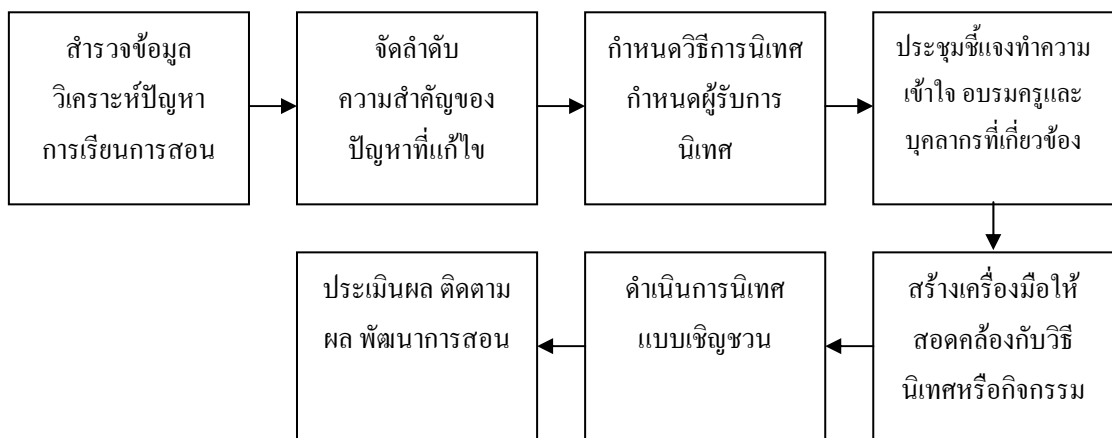 สำรวจข้อมูล
วิเคราะห์ปัญหา
การเรียนการสอน
จัดลำดับ
ความสำคัญของ
ปัญหาที่แก้ไข
กำหนดวิธีการนิเทศ
กำหนดผู้รับการ
นิเทศ
ประชุมชี้แจงทำความ
เข้าใจ อบรมครูและ
บุคลากรที่เกี่ยวข้อง
สร้างเครื่องมือให้
สอดคล้องกับวิธี
นิเทศหรือกิจกรรม
ดำเนินการนิเทศ
แบบเชิญชวน
ประเมินผล ติดตาม
ผล พัฒนาการสอน